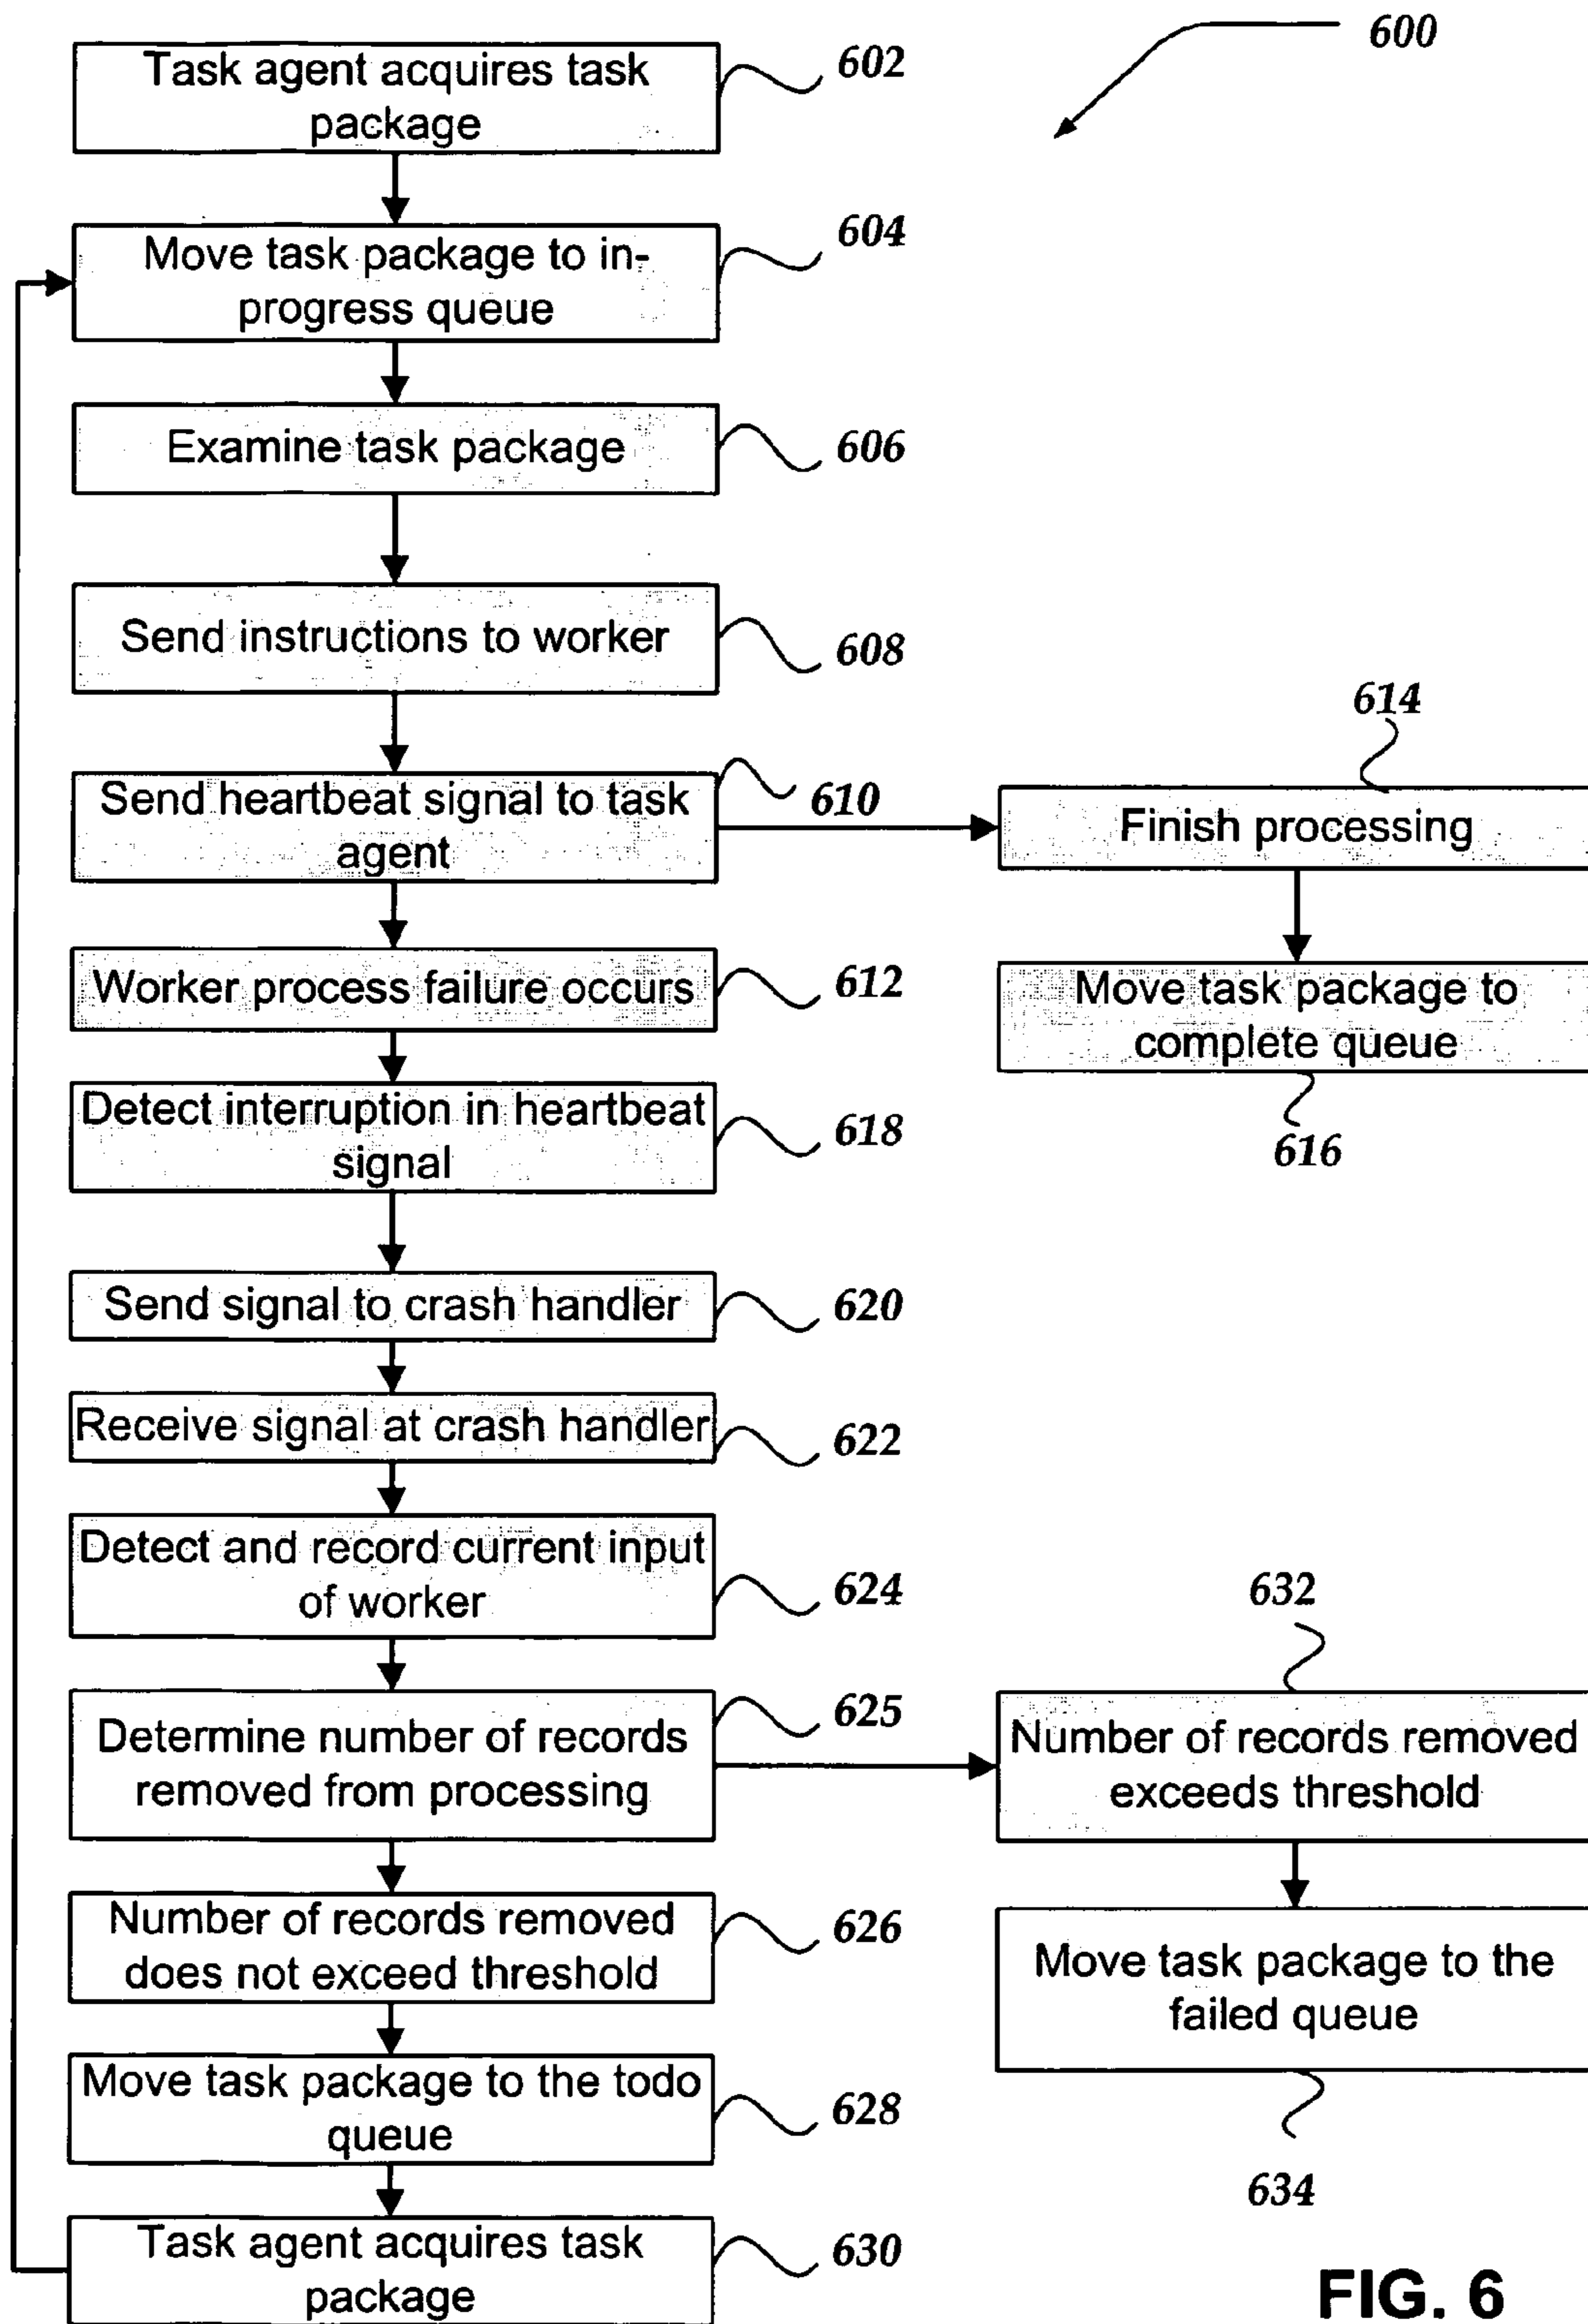 600
Task agent acquires task
package
602
Move task package to in-
progress queue
604
Examine task package
606
Send instructions to worker
608
Send heartbeat signal to task
agent
610
614
Finish processing
Worker process failure occurs
612
Move task package to
complete queue
616
Detect interruption in heartbeat
signal
618
Send signal to crash handler
620
Receive signal at crash handler
622
Detect and record current input
of worker
624
Determine number of records
removed from processing
625
632
Number of records removed
exceeds threshold
Number of records removed
does not exceed threshold
626
Move task package to the
failed queue
634
Move task package to the todo
queue
628
Task agent acquires task
package
630
FIG. 6